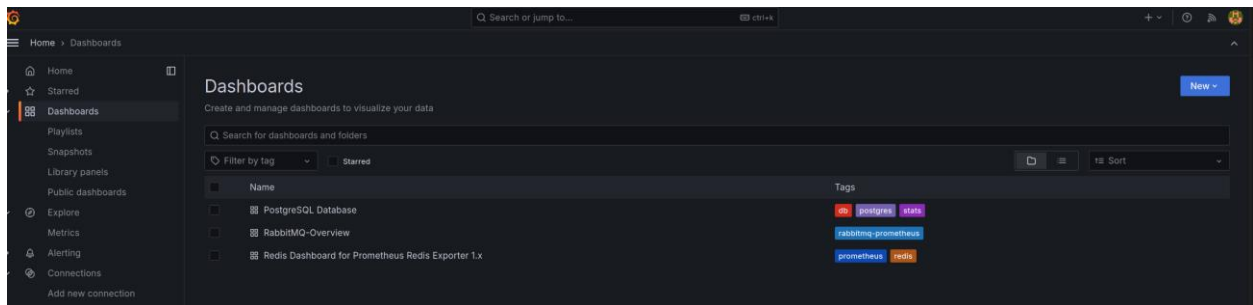 Search or jump to... ctrl+k
Home › Dashboards
Home
Starred
Dashboards
Playlists
Snapshots
Library panels
Public dashboards
Explore
Metrics
Alerting
Connections
Add new connection
Dashboards
New
Create and manage dashboards to visualize your data
Search for dashboards and folders
Filter by tag Starred Sort
Name Tags
PostgreSQL Database db postgres stats
RabbitMQ-Overview rabbitmq-prometheus
Redis Dashboard for Prometheus Redis Exporter 1.x prometheus redis